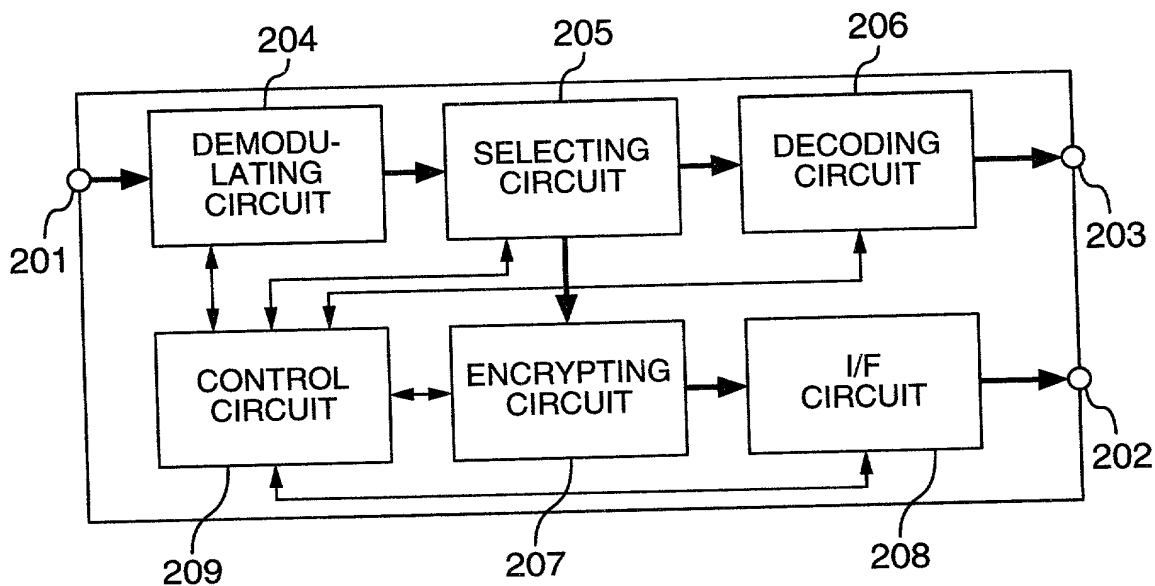 204
205
206
DEMODU-
LATING
CIRCUIT
SELECTING
CIRCUIT
DECODING
CIRCUIT
201
203
CONTROL
CIRCUIT
ENCRYPTING
CIRCUIT
I/F
CIRCUIT
202
209
207
208